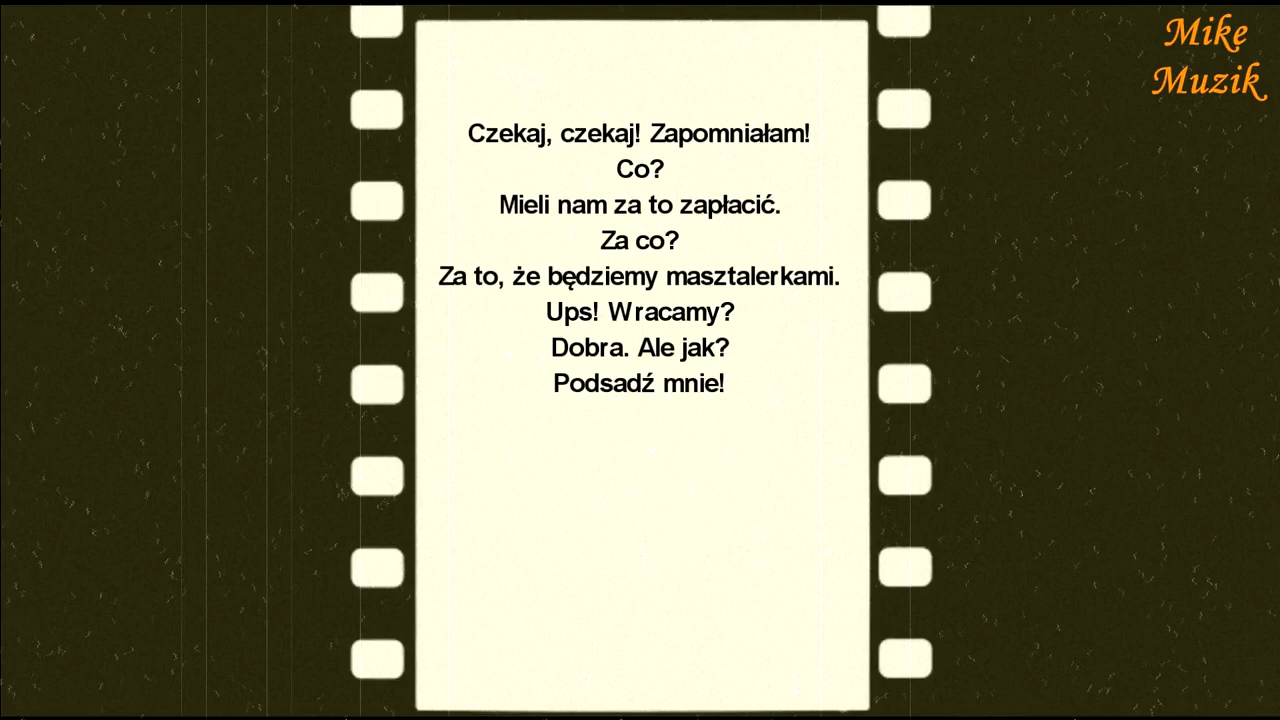 Mike
Muzik
Czekaj, czekaj! Zapomniałam!
Co?
Mieli nam za to zapłacić.
Za co?
Za to, że będziemy masztalerkami.
Ups! Wracamy?
Dobra. Ale jak?
Podsadź mnie!